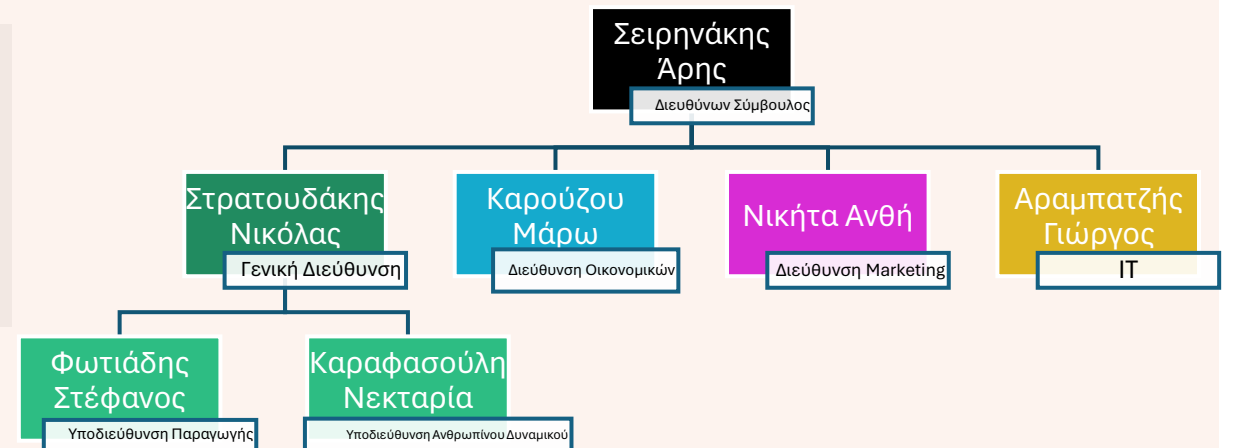 Σειρηνάκης
Άρης
Διευθύνων Σύμβουλος
Στρατουδάκης
Νικόλας
Γενική Διεύθυνση
Καρούζου
Μάρω
Διεύθυνση Οικονομικών
Νικήτα Ανθή
Διεύθυνση Marketing
Αραμπατζής
Γιώργος
IT
Φωτιάδης
Στέφανος
Υποδιεύθυνση Παραγωγής
Καραφασούλη
Νεκταρία
Υποδιεύθυνση Ανθρωπίνου Δυναμικού